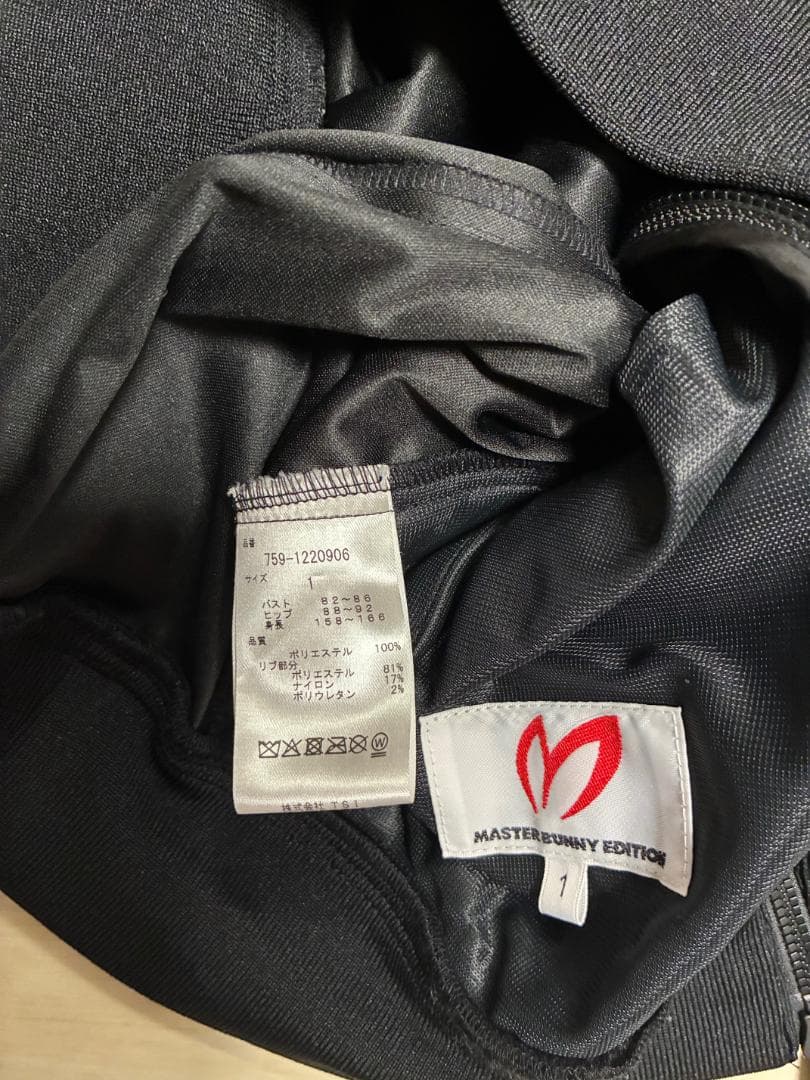 品番
759-1220906
サイズ
1
バスト 82~86
ヒップ 88~92
身長 158~166
品質
ポリエステル 100%
リブ部分
ポリエステル 81%
ナイロン 17%
ポリウレタン 2%
W
株式会社 TSI
MASTER BUNNY EDITION
1